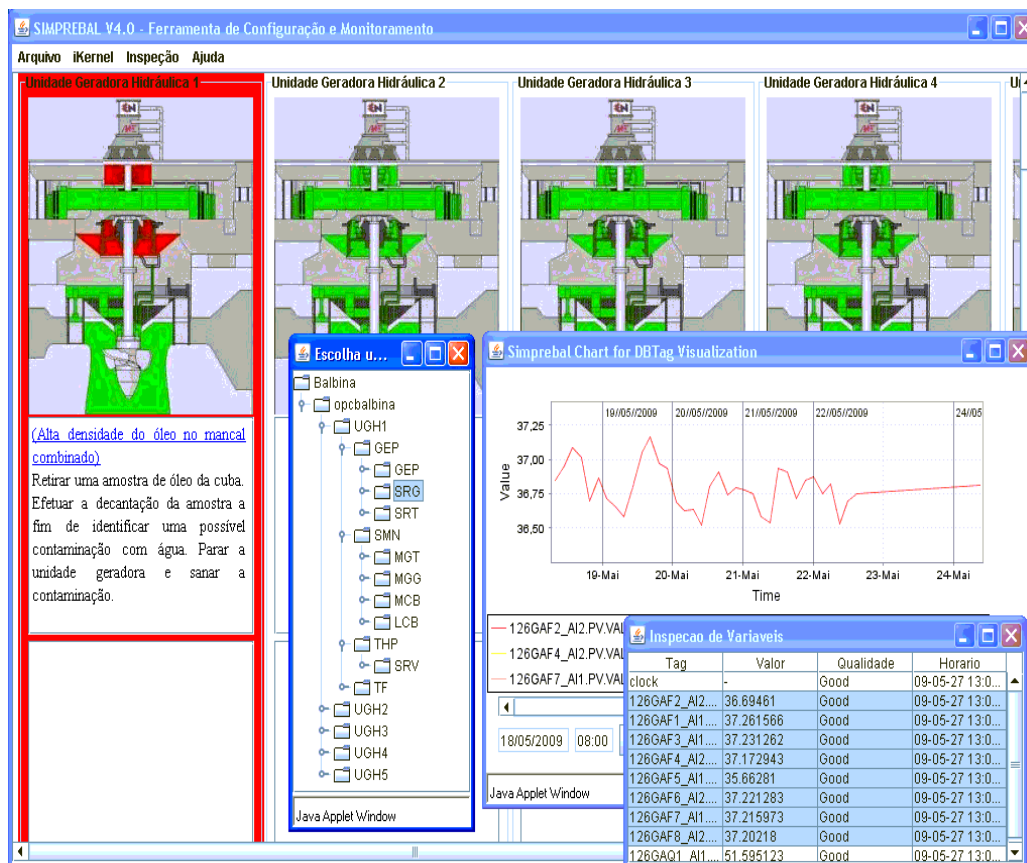 SIMPREBAL V4.0 - Ferramenta de Configuração e Monitoramento
Arquivo iKernel Inspeção Ajuda
Unidade Geradora Hidráulica 1
Unidade Geradora Hidráulica 2
Unidade Geradora Hidráulica 3
Unidade Geradora Hidráulica 4
(Alta densidade do óleo no mancal
combinado)
Retirar uma amostra de óleo da cuba.
Efetuar a decantação da amostra a
fim de identificar uma possível
contaminação com água. Parar a
unidade geradora e sanar a
contaminação.
Escolha u...
Balbina
opcbalbina
UGH1
GEP
GEP
SRG
SRT
SMN
MGT
MGG
MCB
LCB
THP
SRV
TF
UGH2
UGH3
UGH4
UGH5
Java Applet Window
Simprebal Chart for DBTag Visualization
19//05//2009 20//05//2009 21//05//2009 22//05//2009 24//05
37,25
37,00
36,75
36,50
Value
19-Mai 20-Mai 21-Mai 22-Mai 23-Mai 24-Mai
Time
126GAF2_AI2.PV.VAL
126GAF4_AI2.PV.VAL
126GAF7_AI1.PV.VAL
18/05/2009 08:00
Java Applet Window
Inspecao de Variaveis
Tag Valor Qualidade Horario
clock - Good 09-05-27 13:0...
126GAF2_AI2.... 36.69461 Good 09-05-27 13:0...
126GAF1_AI1.... 37.261566 Good 09-05-27 13:0...
126GAF3_AI1.... 37.231262 Good 09-05-27 13:0...
126GAF4_AI2.... 37.172943 Good 09-05-27 13:0...
126GAF5_AI1.... 35.66281 Good 09-05-27 13:0...
126GAF6_AI2.... 37.221283 Good 09-05-27 13:0...
126GAF7_AI1.... 37.215973 Good 09-05-27 13:0...
126GAF8_AI2.... 37.20218 Good 09-05-27 13:0...
126GAQ1_AI1.... 51.595123 Good 09-05-27 13:0...